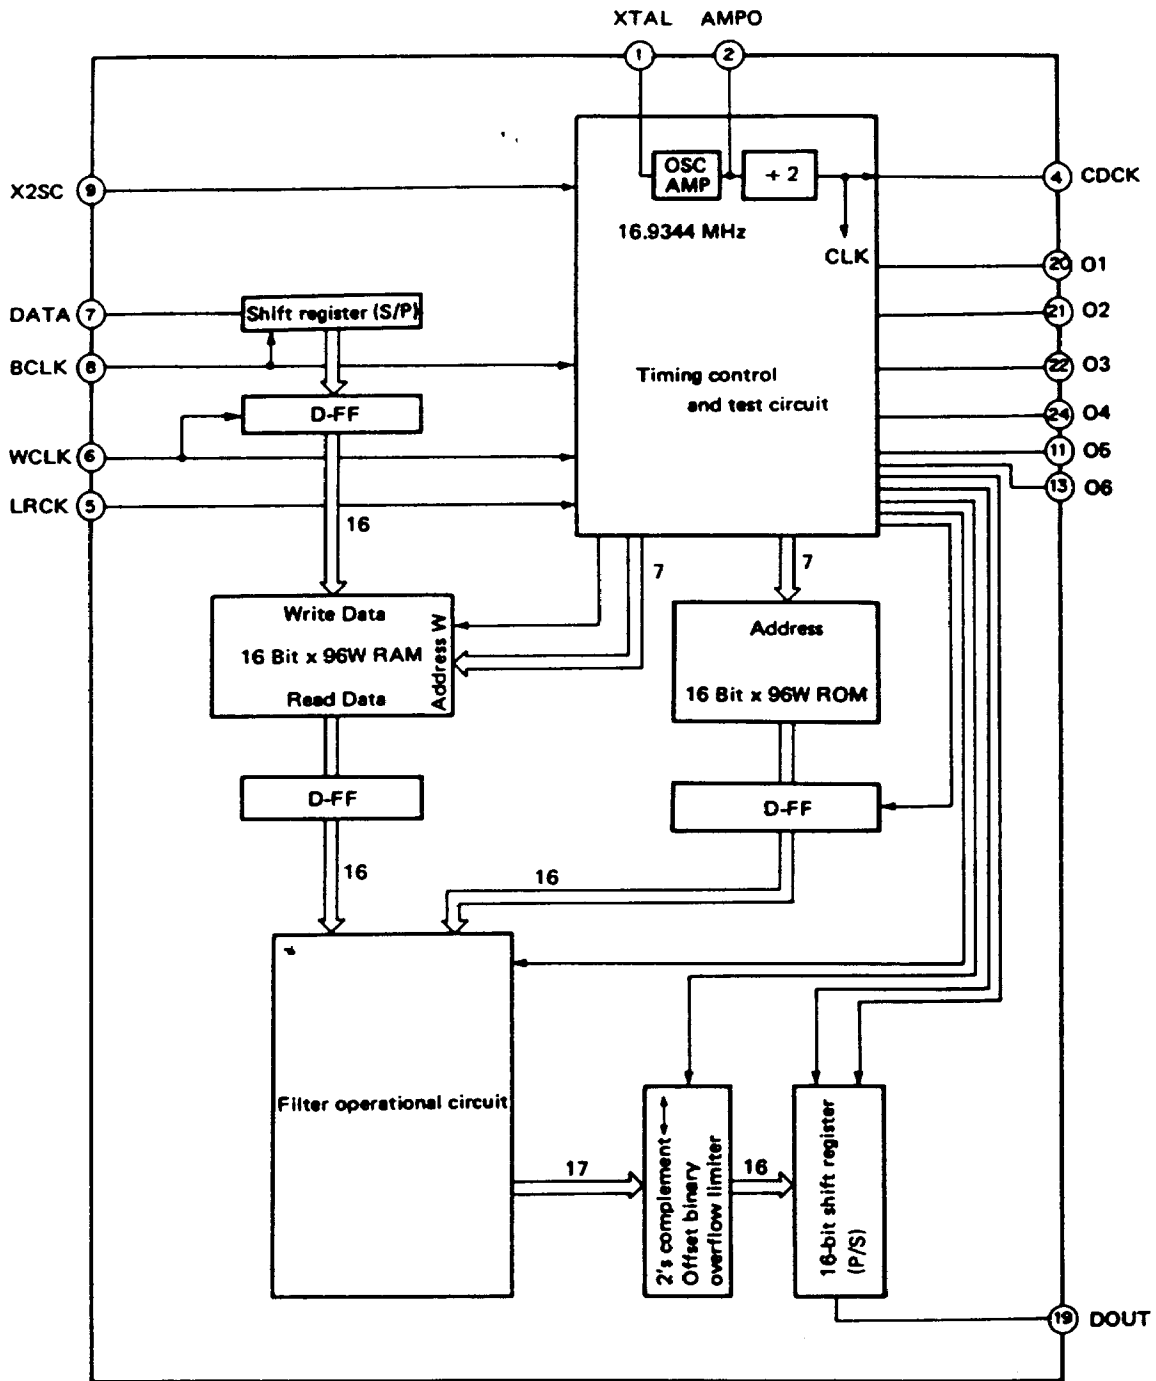 XTAL AMPO
1 2
OSC
AMP
÷ 2
X2SC 9
4 CDCK
16.9344 MHz
CLK
20 O1
DATA 7
Shift register (S/P)
21 O2
BCLK 8
22 O3
Timing control
and test circuit
D-FF
24 O4
WCLK 6
11 O5
13 O6
LRCK 5
16
7
7
Write Data
16 Bit x 96W RAM
Read Data
Address W
Address
16 Bit x 96W ROM
D-FF
D-FF
16
16
Filter operational circuit
17
2's complement ↔
Offset binary
overflow limiter
16
16-bit shift register
(P/S)
19 DOUT